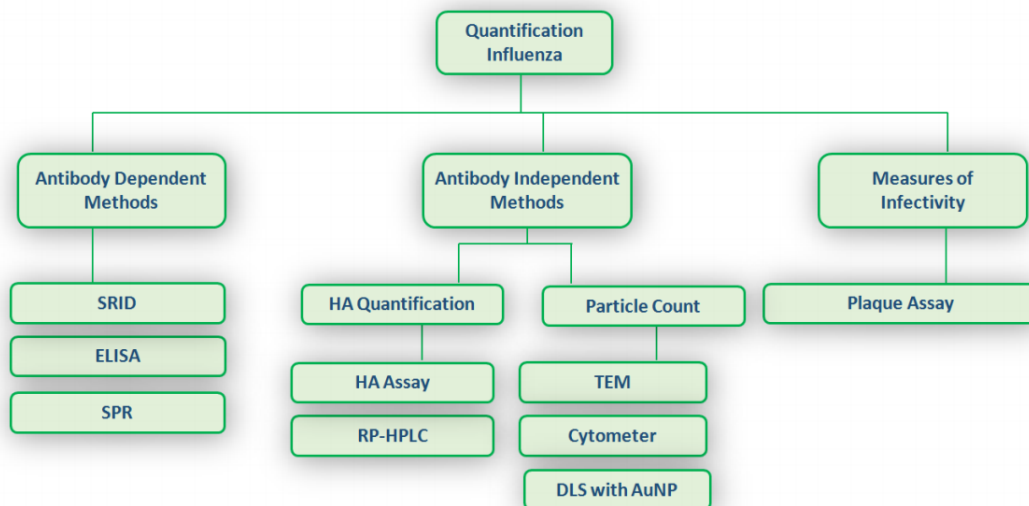 Quantification
Influenza
Antibody Dependent
Methods
Antibody Independent
Methods
Measures of
Infectivity
SRID
ELISA
SPR
HA Quantification
HA Assay
RP-HPLC
Particle Count
TEM
Cytometer
DLS with AuNP
Plaque Assay